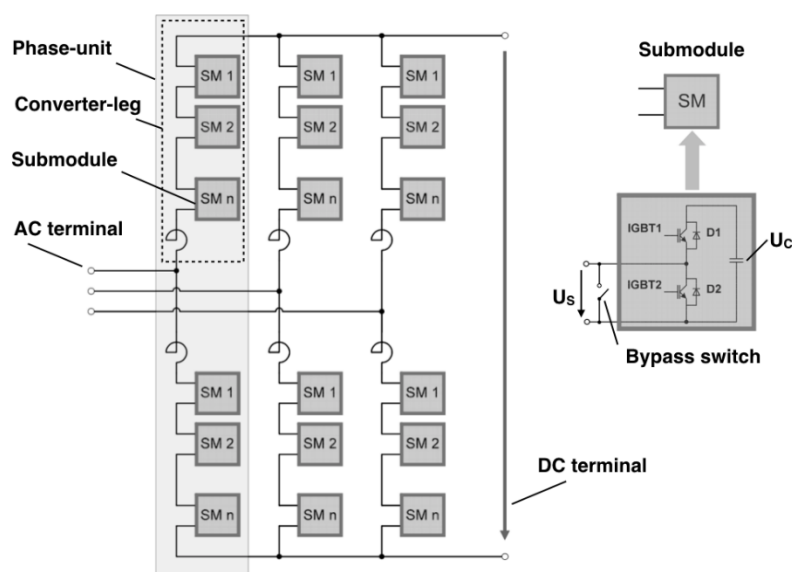 Phase-unit
Converter-leg
Submodule
AC terminal
SM 1
SM 1
SM 1
SM 2
SM 2
SM 2
SM n
SM n
SM n
SM 1
SM 1
SM 1
SM 2
SM 2
SM 2
SM n
SM n
SM n
DC terminal
Submodule
SM
IGBT1
D1
UC
IGBT2
D2
US
Bypass switch